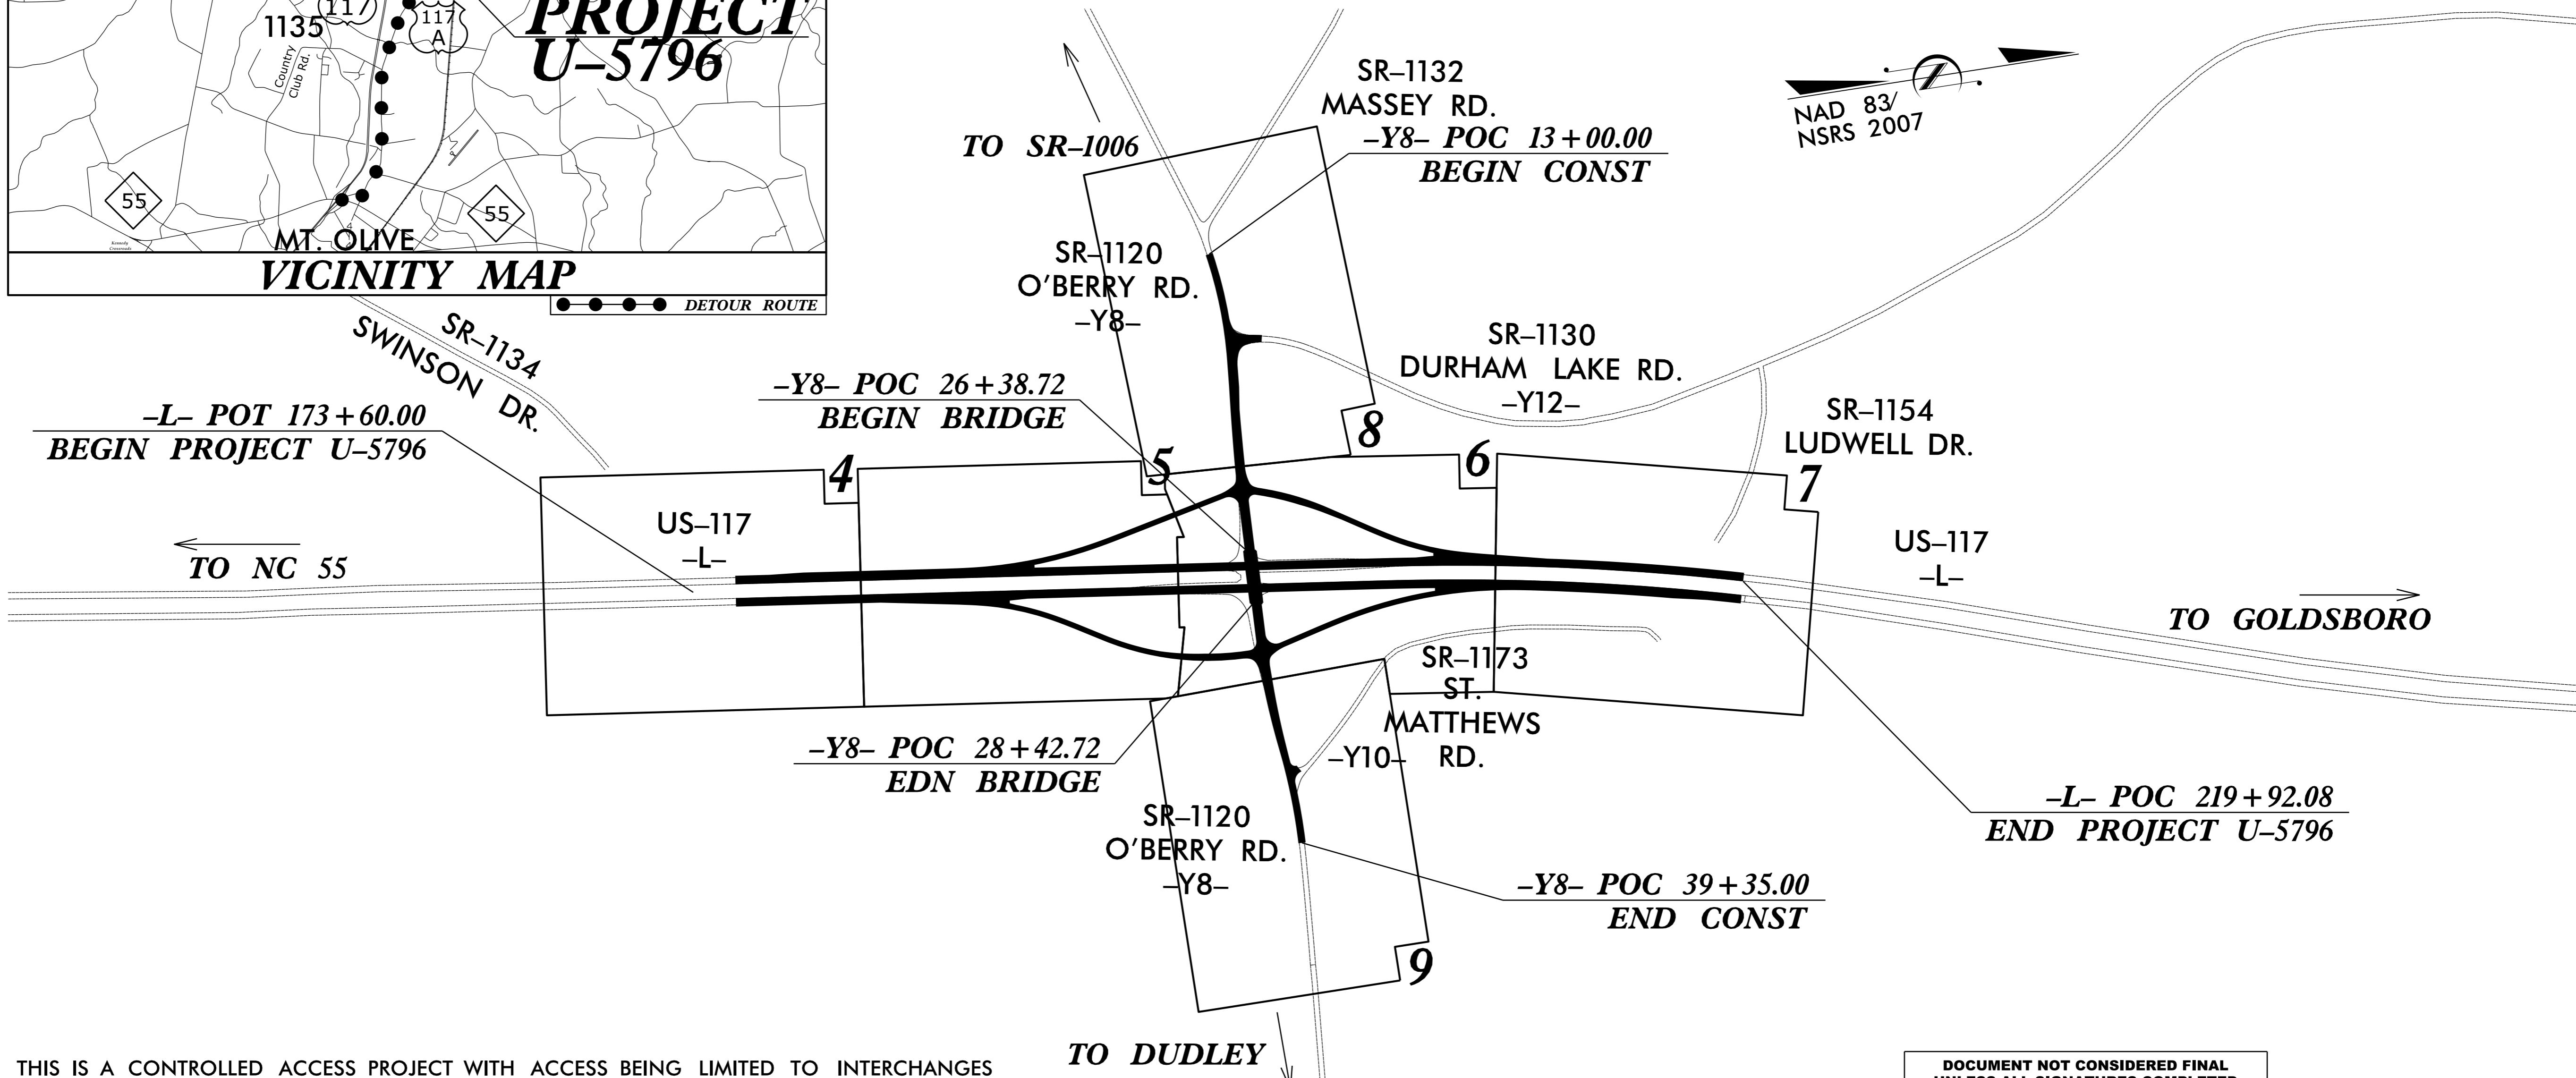 117
1135
117
A
PROJECT
U–5796
Country
Club Rd.
55
55
MT. OLIVE
VICINITY MAP
DETOUR ROUTE
SR–1134
SWINSON DR.
–L– POT 173+60.00
BEGIN PROJECT U–5796
TO NC 55
US–117
–L–
4
5
6
7
8
9
TO SR–1006
SR–1132
MASSEY RD.
–Y8– POC 13+00.00
BEGIN CONST
NAD 83/
NSRS 2007
SR–1120
O'BERRY RD.
–Y8–
–Y8– POC 26+38.72
BEGIN BRIDGE
SR–1130
DURHAM LAKE RD.
–Y12–
SR–1154
LUDWELL DR.
US–117
–L–
TO GOLDSBORO
SR–1173
ST.
MATTHEWS
RD.
–Y10–
–Y8– POC 28+42.72
EDN BRIDGE
SR–1120
O'BERRY RD.
–Y8–
–L– POC 219+92.08
END PROJECT U–5796
–Y8– POC 39+35.00
END CONST
TO DUDLEY
THIS IS A CONTROLLED ACCESS PROJECT WITH ACCESS BEING LIMITED TO INTERCHANGES
DOCUMENT NOT CONSIDERED FINAL
UNLESS ALL SIGNATURES COMPLETED